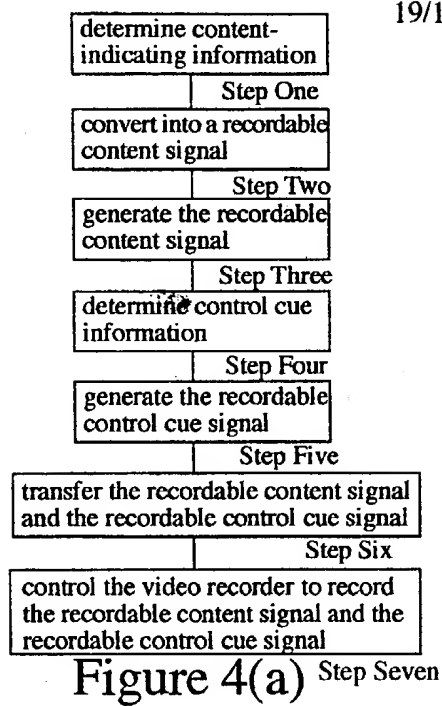 19/1
determine content-
indicating information
Step One
convert into a recordable
content signal
Step Two
generate the recordable
content signal
Step Three
determine control cue
information
Step Four
generate the recordable
control cue signal
Step Five
transfer the recordable content signal
and the recordable control cue signal
Step Six
control the video recorder to record
the recordable content signal and the
recordable control cue signal
Figure 4(a) Step Seven